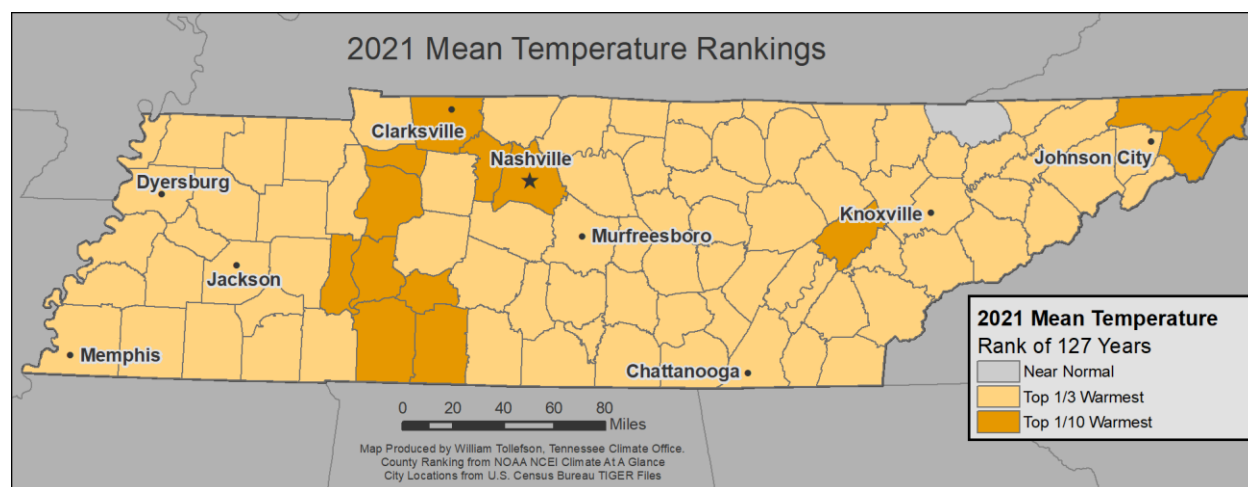 2021 Mean Temperature Rankings
Clarksville
Nashville
Johnson City
Dyersburg
Knoxville
Murfreesboro
Jackson
Memphis
Chattanooga
2021 Mean Temperature
Rank of 127 Years
Near Normal
Top 1/3 Warmest
Top 1/10 Warmest
0 20 40 60 80
Miles
Map Produced by William Tollefson, Tennessee Climate Office.
County Ranking from NOAA NCEI Climate At A Glance
City Locations from U.S. Census Bureau TIGER Files